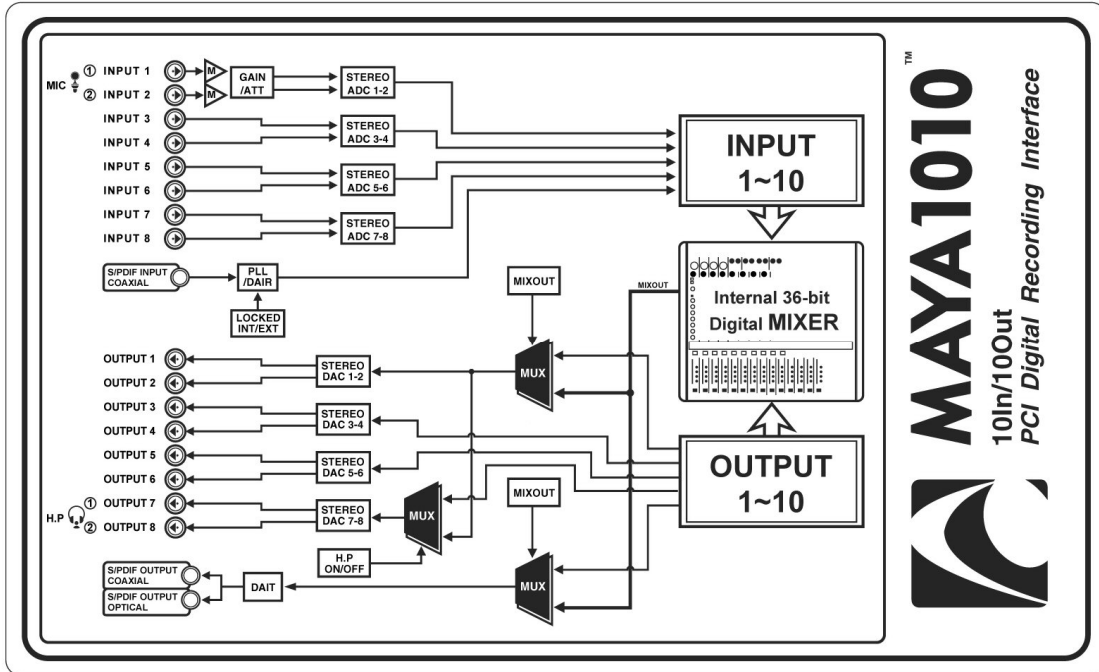 MIC
① INPUT 1
② INPUT 2
INPUT 3
INPUT 4
INPUT 5
INPUT 6
INPUT 7
INPUT 8
M
M
GAIN
/ATT
STEREO
ADC 1-2
STEREO
ADC 3-4
STEREO
ADC 5-6
STEREO
ADC 7-8
S/PDIF INPUT
COAXIAL
PLL
/DAIR
LOCKED
INT/EXT
INPUT
1~10
MIXOUT
MIXOUT
Internal 36-bit
Digital MIXER
MUX
OUTPUT 1
OUTPUT 2
OUTPUT 3
OUTPUT 4
OUTPUT 5
OUTPUT 6
H.P
① OUTPUT 7
② OUTPUT 8
STEREO
DAC 1-2
STEREO
DAC 3-4
STEREO
DAC 5-6
STEREO
DAC 7-8
MUX
H.P
ON/OFF
MIXOUT
MUX
OUTPUT
1~10
S/PDIF OUTPUT
COAXIAL
S/PDIF OUTPUT
OPTICAL
DAIT
MAYA1010™
10In/10Out
PCI Digital Recording Interface